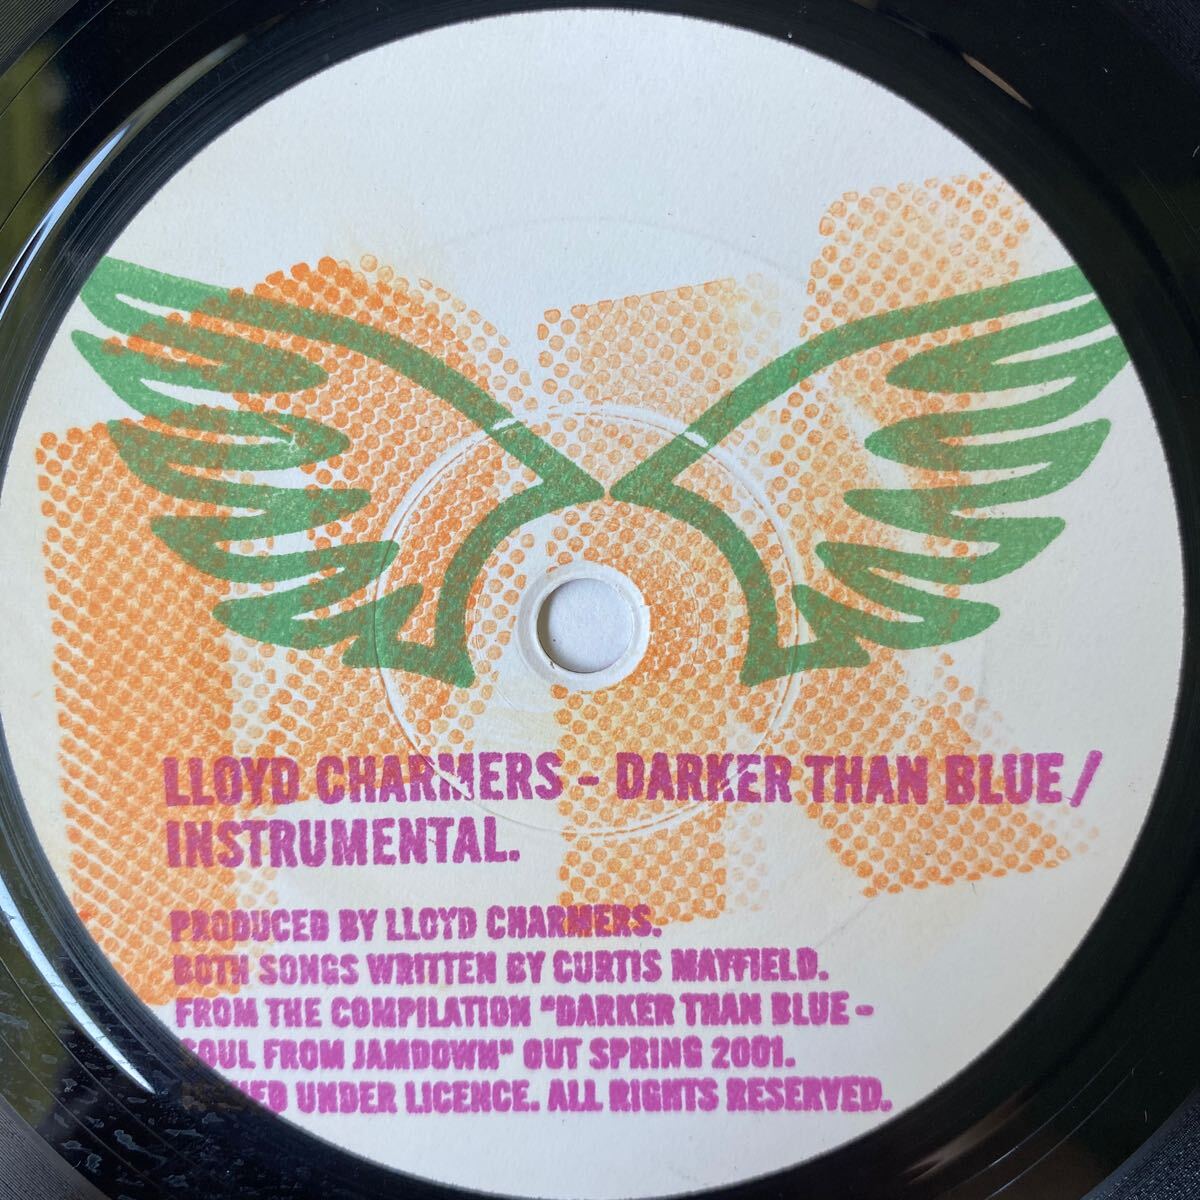 LLOYD CHARMERS - DARKER THAN BLUE /
INSTRUMENTAL.
PRODUCED BY LLOYD CHARMERS.
BOTH SONGS WRITTEN BY CURTIS MAYFIELD.
FROM THE COMPILATION "DARKER THAN BLUE -
SOUL FROM JAMDOWN" OUT SPRING 2001.
ISSUED UNDER LICENCE. ALL RIGHTS RESERVED.